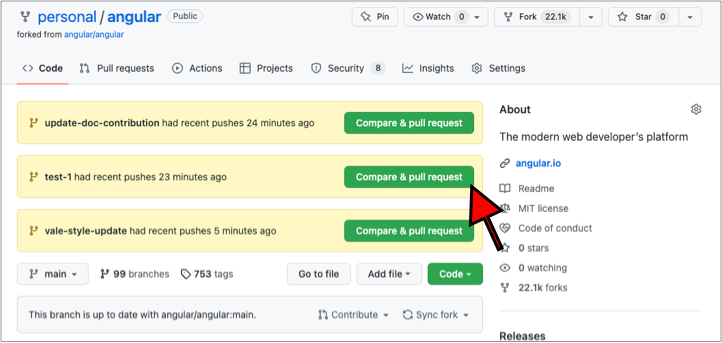 personal / angular Public Pin Watch 0 Fork 22.1k Star 0
forked from angular/angular
Code Pull requests Actions Projects Security 8 Insights Settings
update-doc-contribution had recent pushes 24 minutes ago Compare & pull request
test-1 had recent pushes 23 minutes ago Compare & pull request
vale-style-update had recent pushes 5 minutes ago Compare & pull request
main 99 branches 753 tags Go to file Add file Code
This branch is up to date with angular/angular:main. Contribute Sync fork
About
The modern web developer's platform
angular.io
Readme
MIT license
Code of conduct
0 stars
0 watching
22.1k forks
Releases